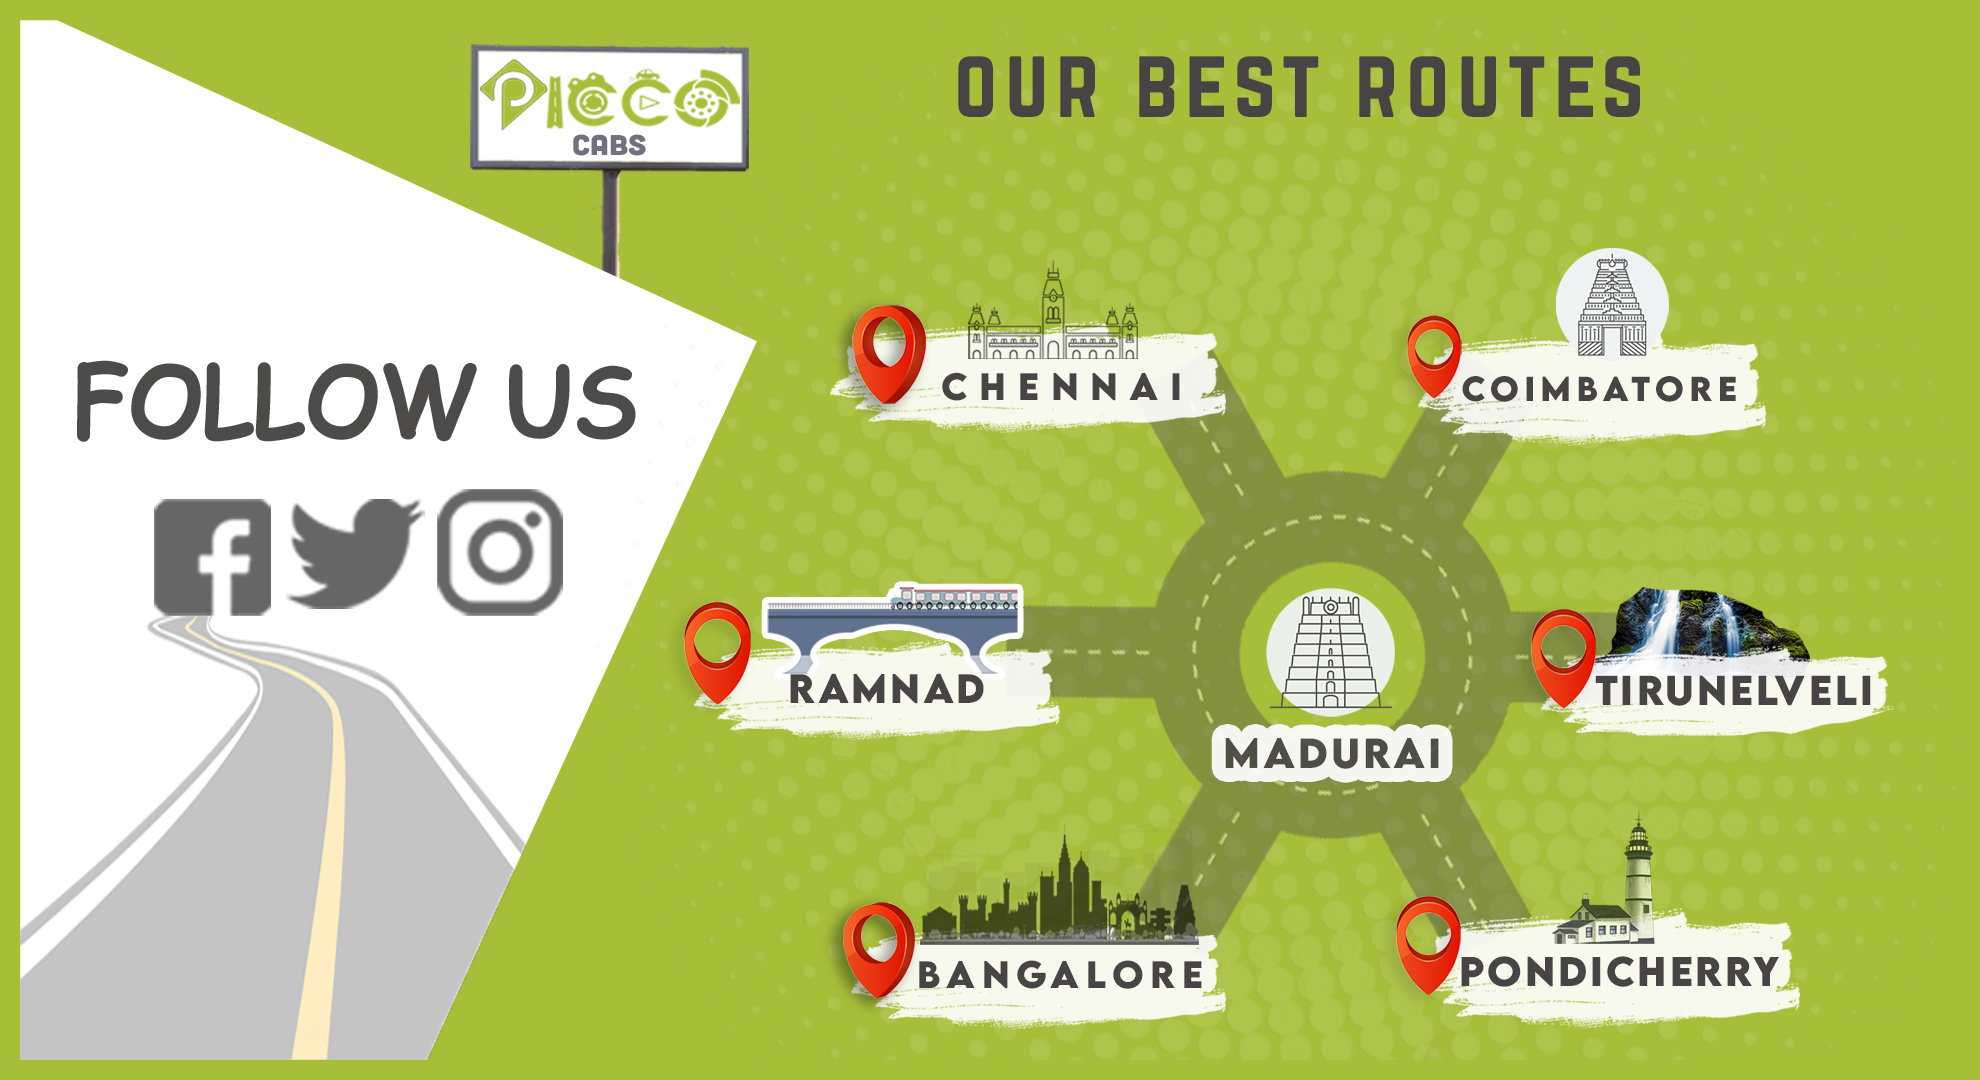 PICCO
CABS
OUR BEST ROUTES
FOLLOW US
CHENNAI
COIMBATORE
RAMNAD
TIRUNELVELI
MADURAI
BANGALORE
PONDICHERRY